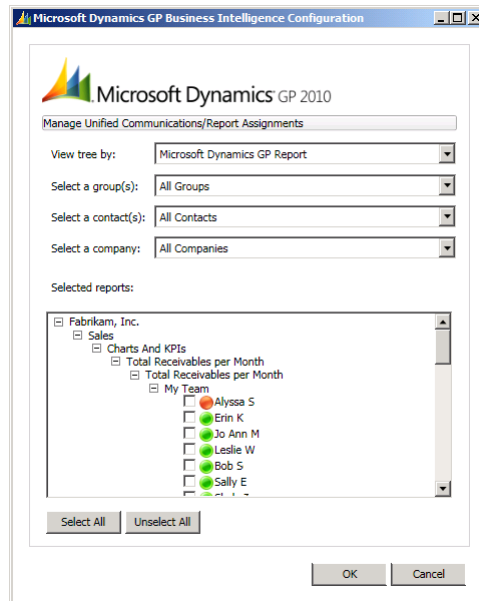 Microsoft Dynamics GP Business Intelligence Configuration
Microsoft Dynamics GP 2010
Manage Unified Communications/Report Assignments
View tree by: Microsoft Dynamics GP Report
Select a group(s): All Groups
Select a contact(s): All Contacts
Select a company: All Companies
Selected reports:
Fabrikam, Inc.
Sales
Charts And KPIs
Total Receivables per Month
Total Receivables per Month
My Team
Alyssa S
Erin K
Jo Ann M
Leslie W
Bob S
Sally E
Select All Unselect All
OK Cancel